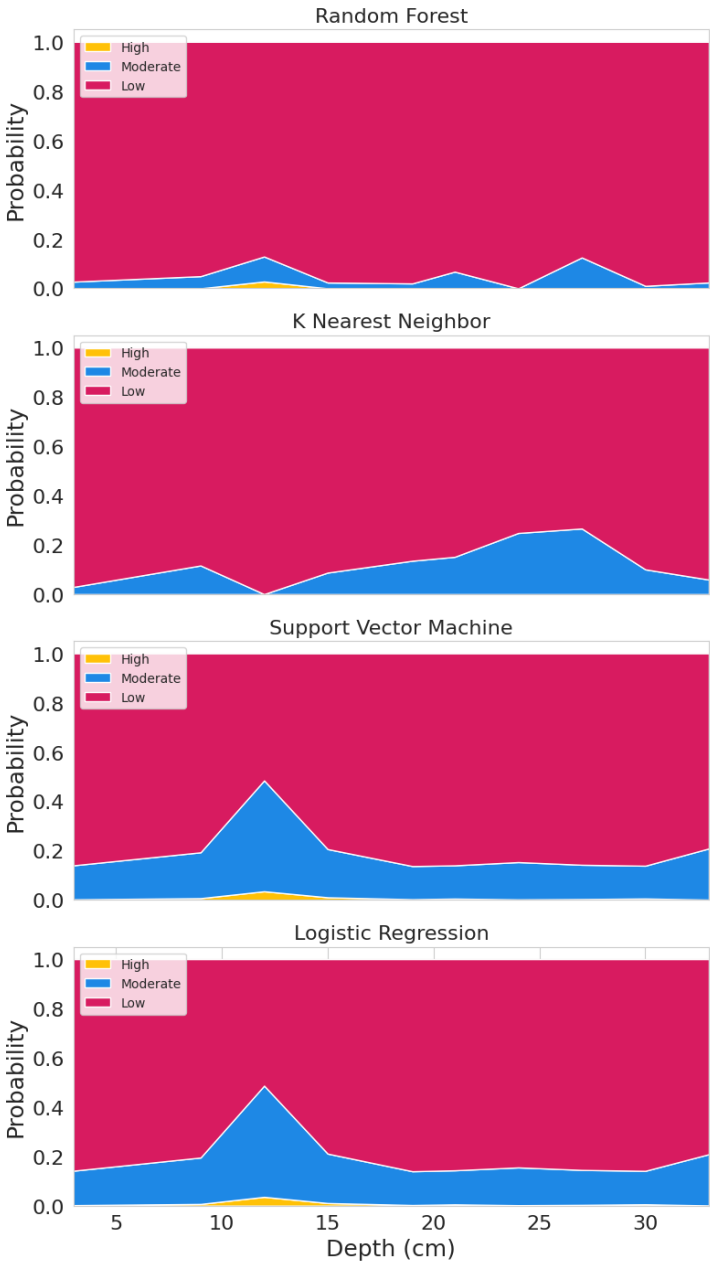 Random Forest
1.0
High
Moderate
Low
0.8
0.6
0.4
0.2
0.0
Probability
K Nearest Neighbor
1.0
High
Moderate
Low
0.8
0.6
0.4
0.2
0.0
Probability
Support Vector Machine
1.0
High
Moderate
Low
0.8
0.6
0.4
0.2
0.0
Probability
Logistic Regression
1.0
High
Moderate
Low
0.8
0.6
0.4
0.2
0.0
Probability
5 10 15 20 25 30
Depth (cm)